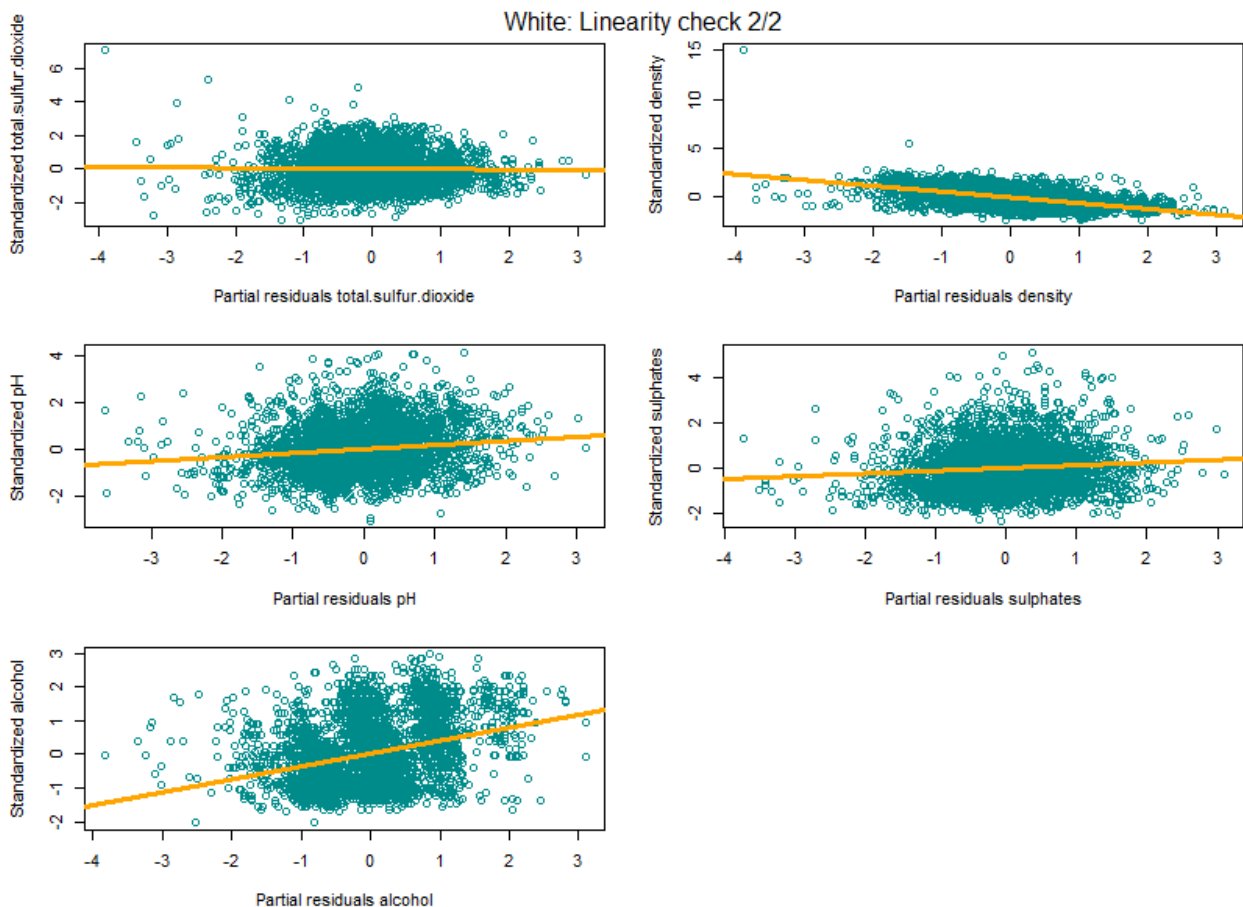 White: Linearity check 2/2
Standardized total.sulfur.dioxide
6
4
2
0
-2
-4 -3 -2 -1 0 1 2 3
Partial residuals total.sulfur.dioxide
Standardized density
15
10
5
0
-4 -3 -2 -1 0 1 2 3
Partial residuals density
Standardized pH
4
2
0
-2
-3 -2 -1 0 1 2 3
Partial residuals pH
Standardized sulphates
4
2
0
-2
-4 -3 -2 -1 0 1 2 3
Partial residuals sulphates
Standardized alcohol
3
2
1
0
-1
-2
-4 -3 -2 -1 0 1 2 3
Partial residuals alcohol